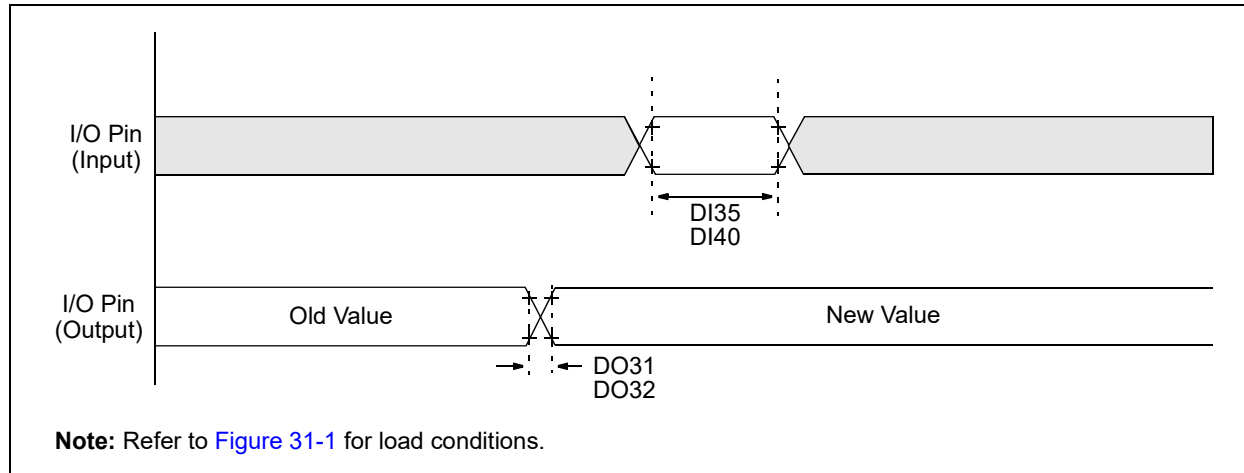 I/O Pin
(Input)
DI35
DI40
I/O Pin
(Output)
Old Value
New Value
DO31
DO32
Note: Refer to Figure 31-1 for load conditions.